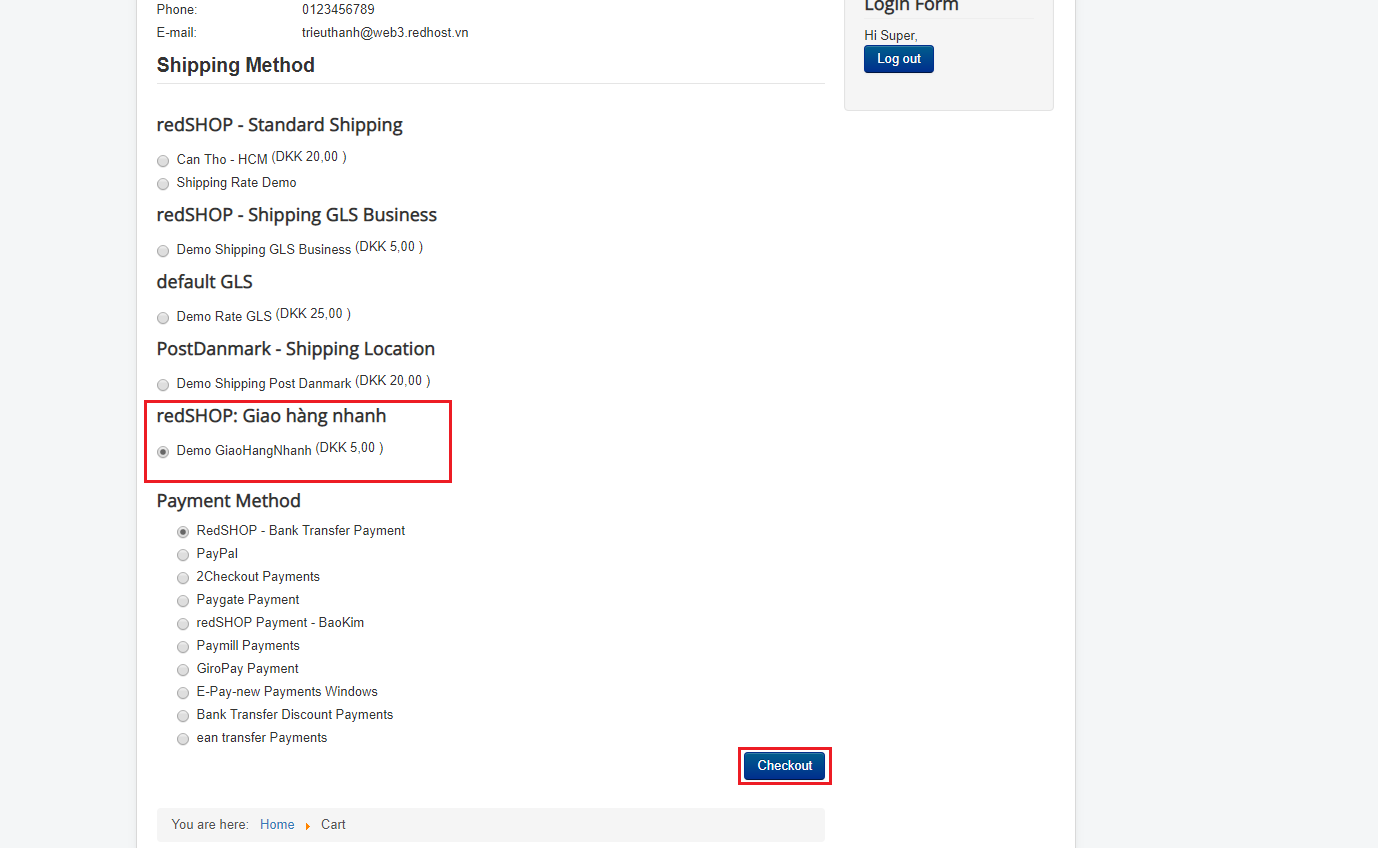 Login Form
Phone: 0123456789
E-mail: trieuthanh@web3.redhost.vn
Hi Super,
Log out
Shipping Method
redSHOP - Standard Shipping
Can Tho - HCM (DKK 20,00 )
Shipping Rate Demo
redSHOP - Shipping GLS Business
Demo Shipping GLS Business (DKK 5,00 )
default GLS
Demo Rate GLS (DKK 25,00 )
PostDanmark - Shipping Location
Demo Shipping Post Danmark (DKK 20,00 )
redSHOP: Giao hàng nhanh
Demo GiaoHangNhanh (DKK 5,00 )
Payment Method
RedSHOP - Bank Transfer Payment
PayPal
2Checkout Payments
Paygate Payment
redSHOP Payment - BaoKim
Paymill Payments
GiroPay Payment
E-Pay-new Payments Windows
Bank Transfer Discount Payments
ean transfer Payments
Checkout
You are here: Home Cart